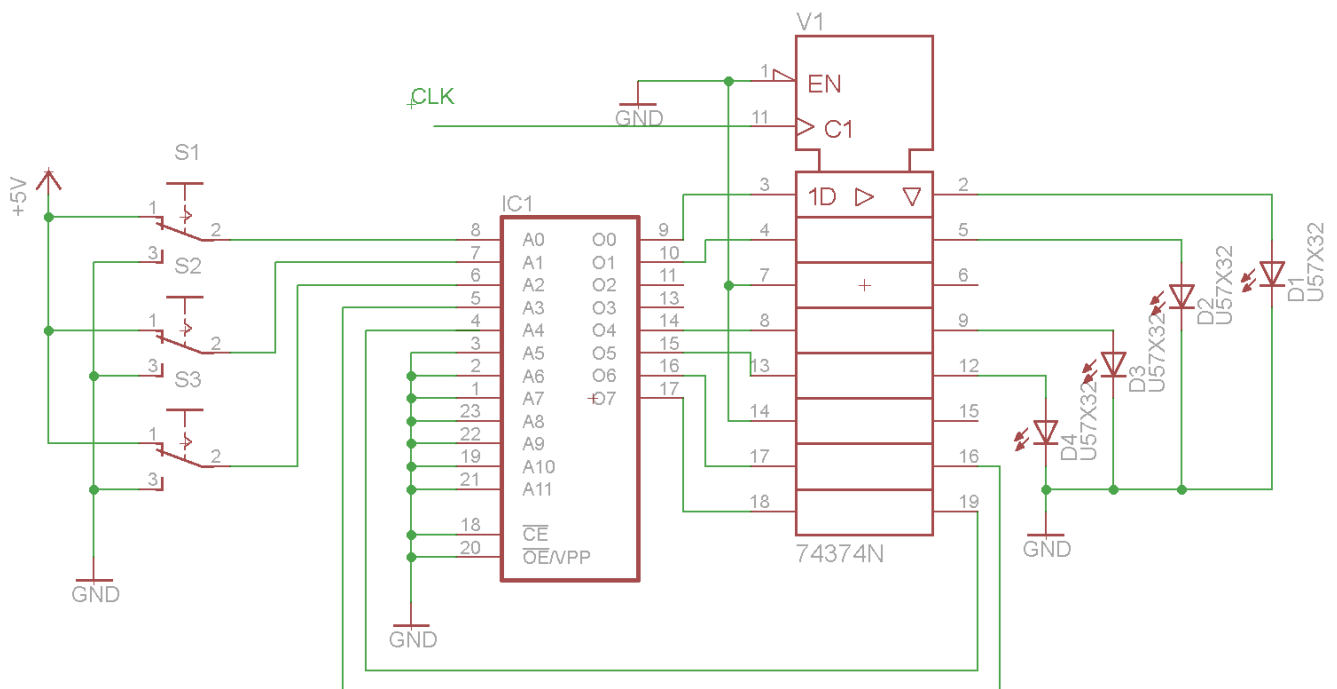 V1
CLK
GND
1
EN
11
C1
+5V
S1
1
2
3
S2
1
2
3
S3
1
2
3
GND
IC1
8 A0 O0 9
7 A1 O1 10
6 A2 O2 11
5 A3 O3 13
4 A4 O4 14
3 A5 O5 15
2 A6 O6 16
1 A7 O7 17
23 A8
22 A9
19 A10
21 A11
18 CE
20 OE/VPP
GND
3 1D 2
4 5
7 6
8 9
13 12
14 15
17 16
18 19
74374N
D1
U57X32
D2
U57X32
D3
U57X32
D4
U57X32
GND